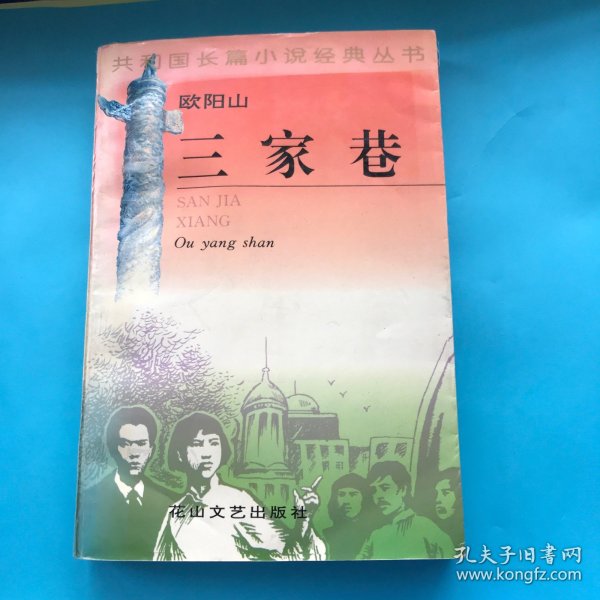 共和国长篇小说经典丛书
欧阳山
三家巷
SAN JIA
XIANG
Ou yang shan
花山文艺出版社
孔夫子旧书网
www.kongfz.com